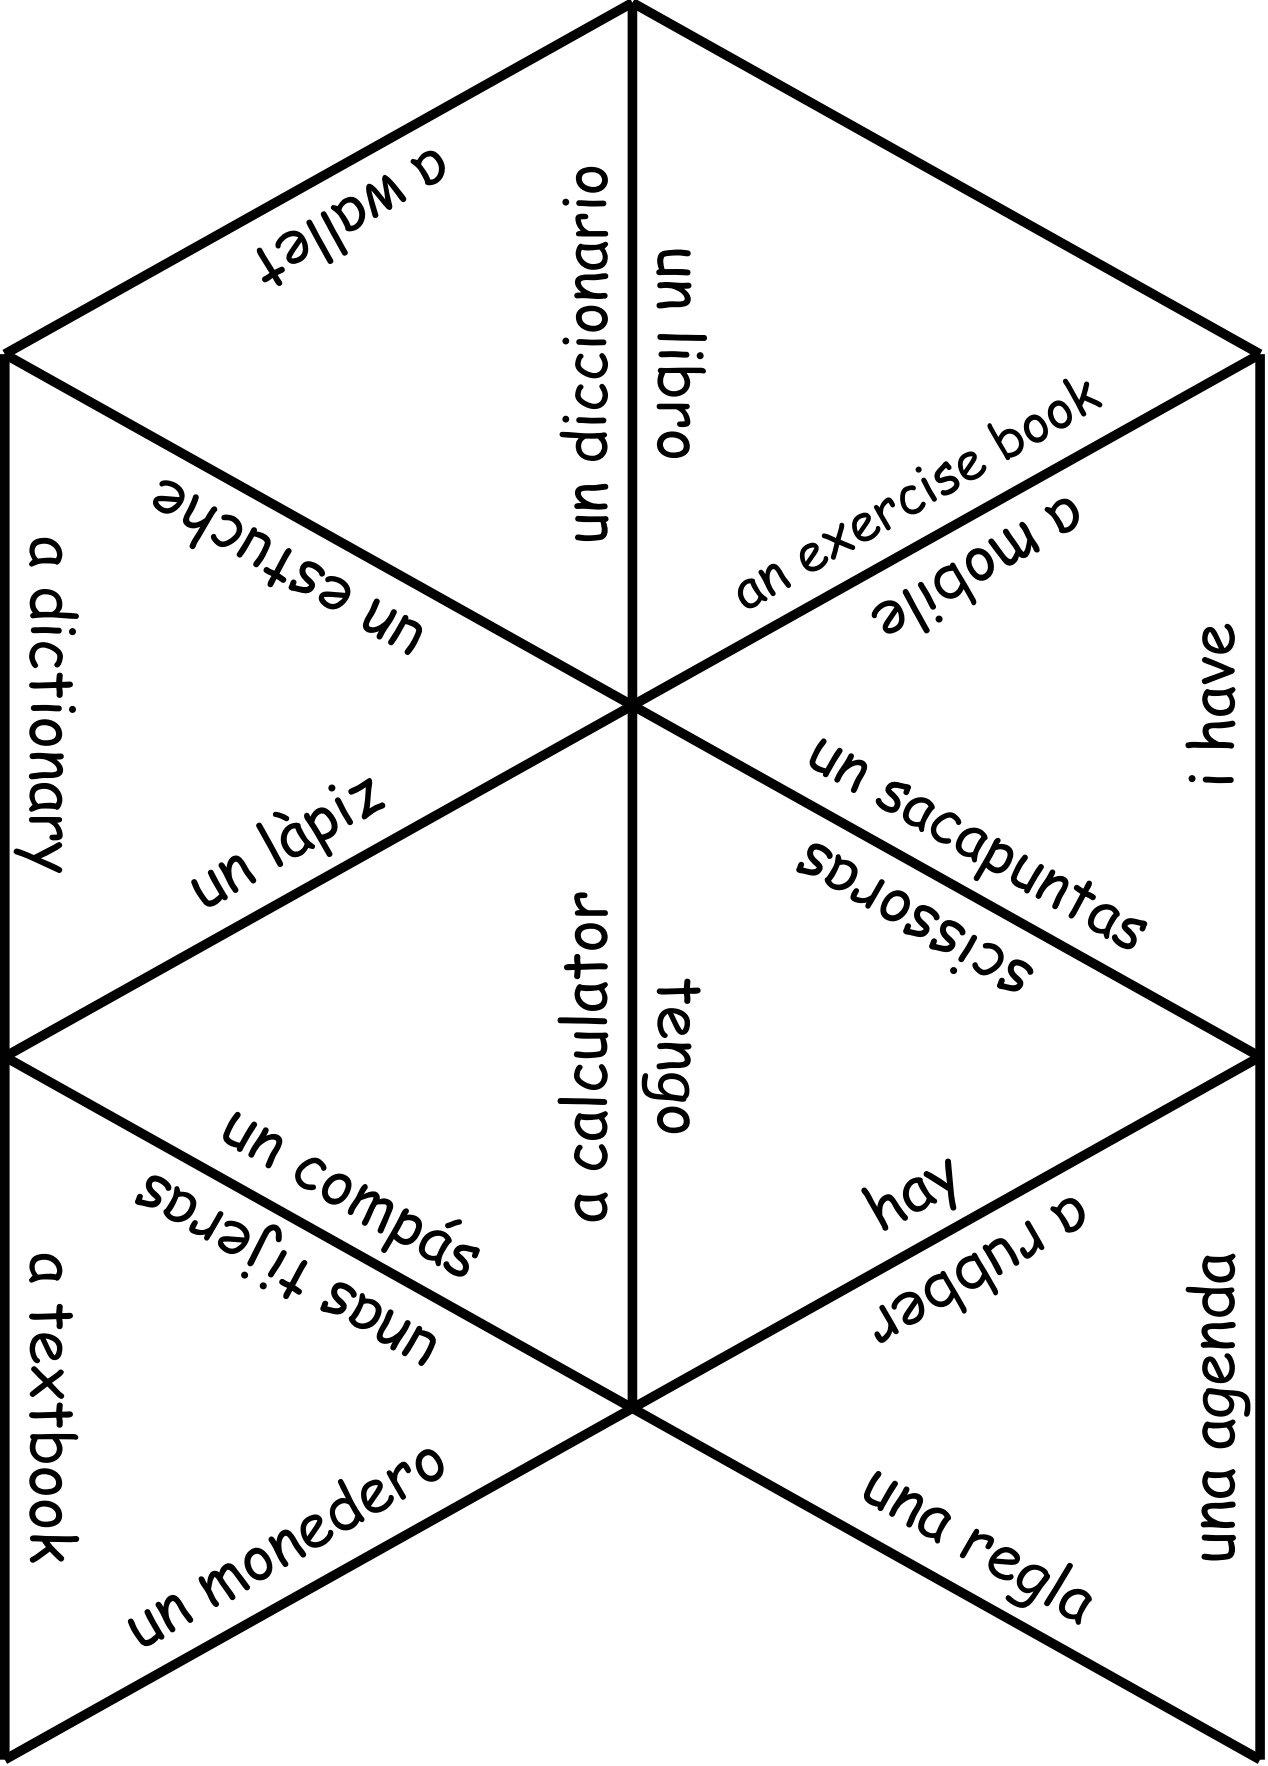 a wallet
un diccionario
un libro
an exercise book
un estuche
a mobile
a dictionary
i have
un làpiz
un sacapuntas
scissoras
a calculator
tengo
un compás
hay
unas tijeras
a rubber
a textbook
una agenda
un monedero
una regla